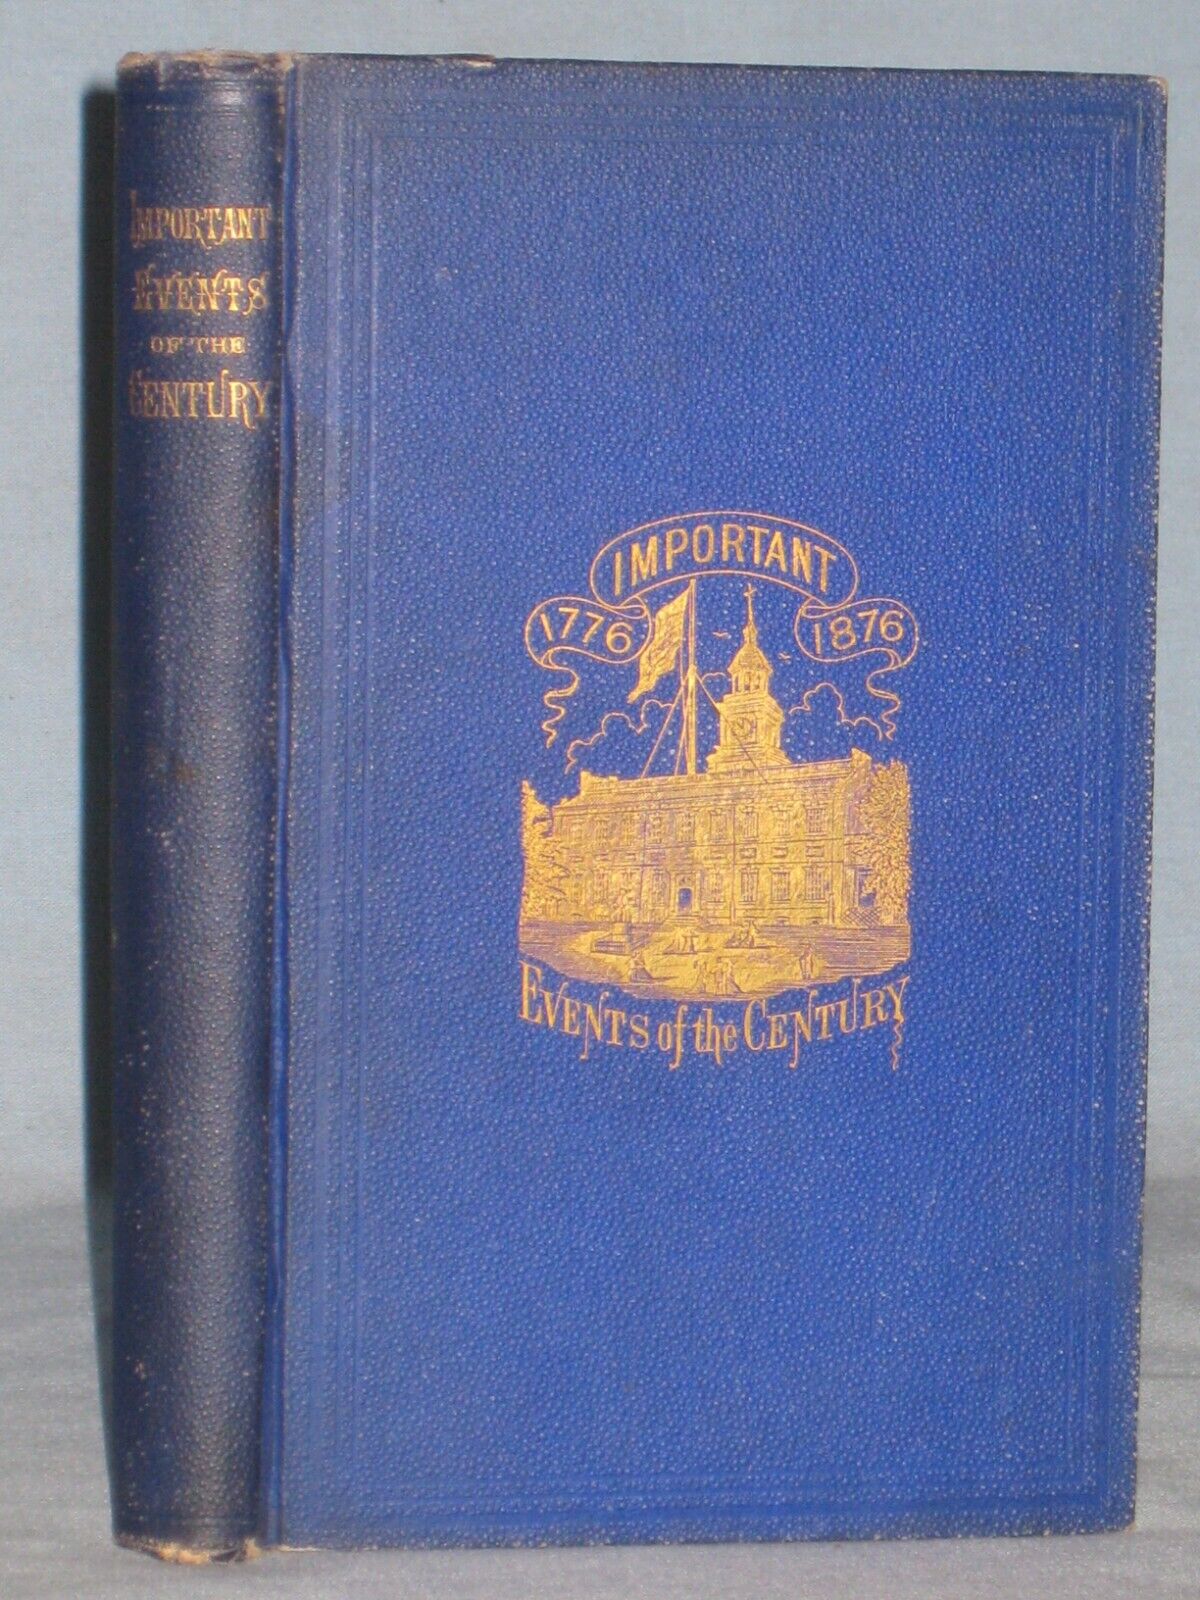 IMPORTANT
EVENTS
OF THE
CENTURY
IMPORTANT
1776 1876
EVENTS of the CENTURY